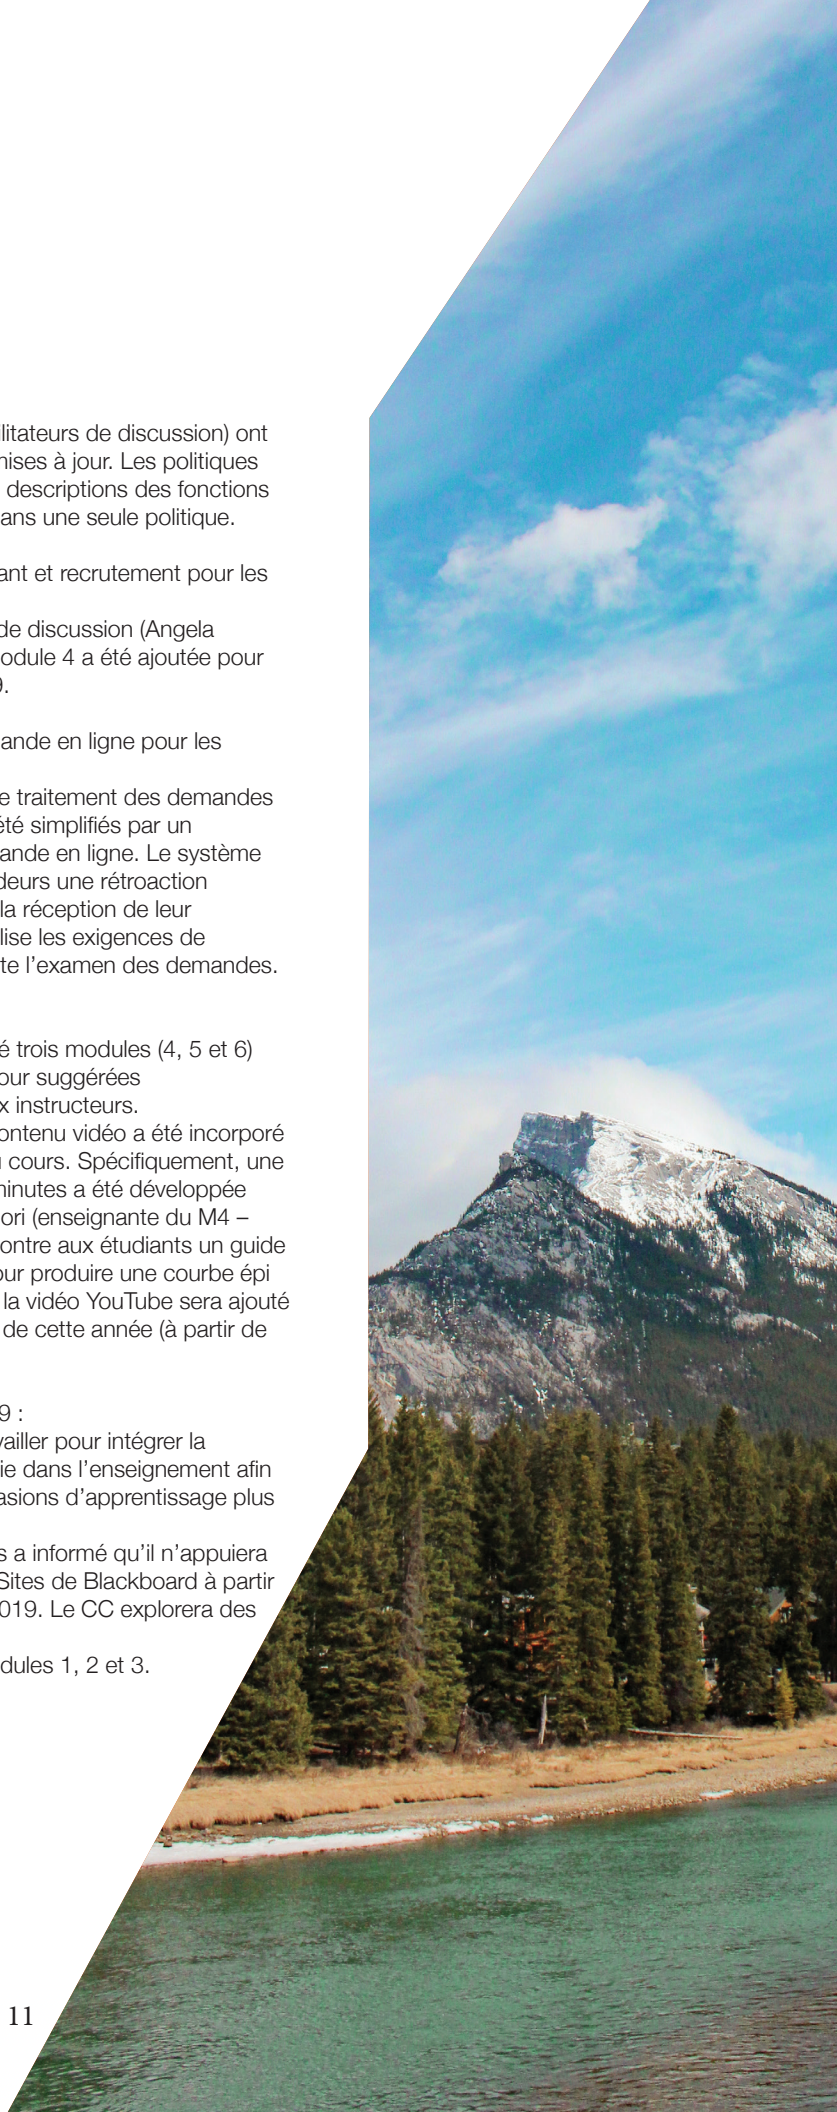 litateurs de discussion) ont
nises à jour. Les politiques
descriptions des fonctions
ans une seule politique.
ant et recrutement pour les
de discussion (Angela
odule 4 a été ajoutée pour
9.
ande en ligne pour les
e traitement des demandes
été simplifiés par un
ande en ligne. Le système
deurs une rétroaction
la réception de leur
lise les exigences de
te l’examen des demandes.
é trois modules (4, 5 et 6)
our suggérées
x instructeurs.
ontenu vidéo a été incorporé
u cours. Spécifiquement, une
minutes a été développée
ori (enseignante du M4 –
ontre aux étudiants un guide
our produire une courbe épi
la vidéo YouTube sera ajouté
de cette année (à partir de
9 :
vailler pour intégrer la
ie dans l’enseignement afin
asions d’apprentissage plus
s a informé qu’il n’appuiera
Sites de Blackboard à partir
019. Le CC explorera des
dules 1, 2 et 3.
11